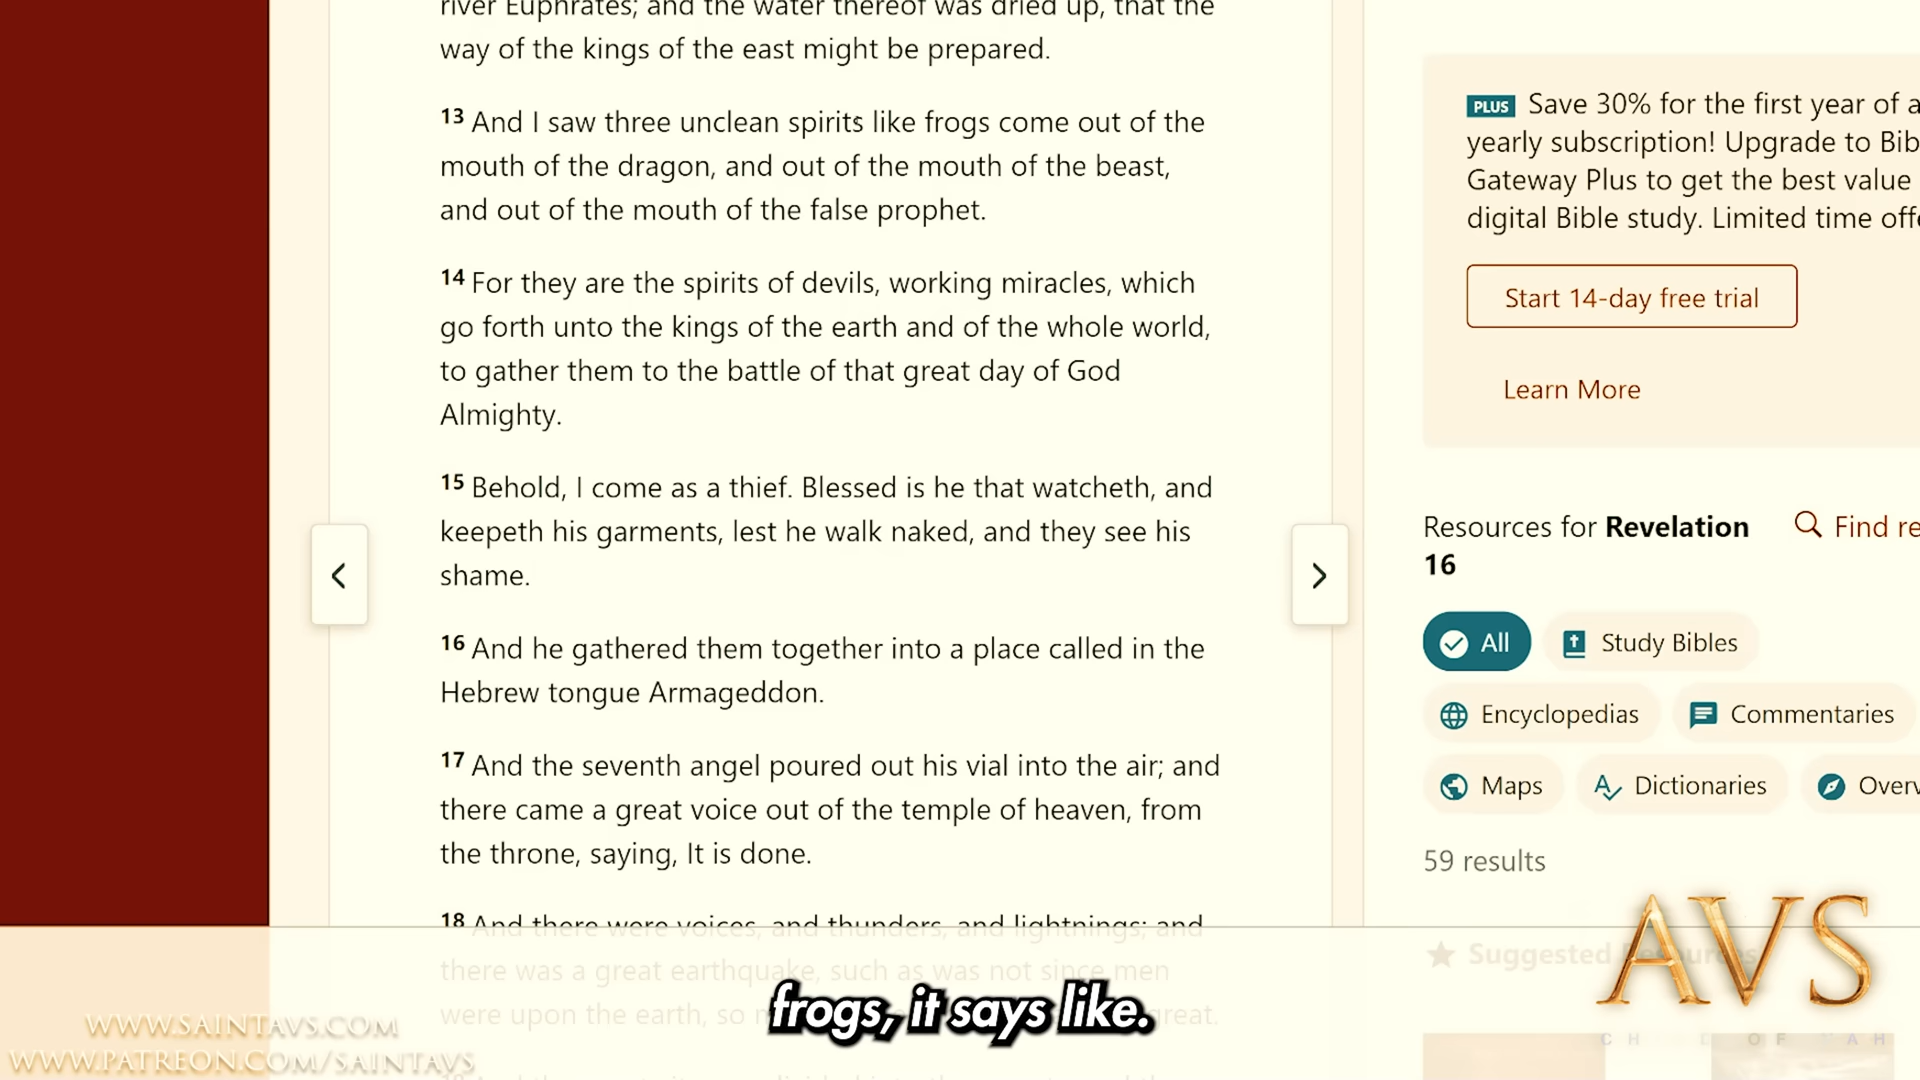 river Euphrates; and the water thereof was dried up, that the
way of the kings of the east might be prepared.
13 And I saw three unclean spirits like frogs come out of the
mouth of the dragon, and out of the mouth of the beast,
and out of the mouth of the false prophet.
14 For they are the spirits of devils, working miracles, which
go forth unto the kings of the earth and of the whole world,
to gather them to the battle of that great day of God
Almighty.
15 Behold, I come as a thief. Blessed is he that watcheth, and
keepeth his garments, lest he walk naked, and they see his
shame.
16 And he gathered them together into a place called in the
Hebrew tongue Armageddon.
17 And the seventh angel poured out his vial into the air; and
there came a great voice out of the temple of heaven, from
the throne, saying, It is done.
18 And there were voices, and thunders, and lightnings; and
there was a great earthquake, such as was not since men
were upon the earth, so great.
PLUS Save 30% for the first year of a
yearly subscription! Upgrade to Bib
Gateway Plus to get the best value
digital Bible study. Limited time offe
Start 14-day free trial
Learn More
Resources for Revelation
16
Find re
All
Study Bibles
Encyclopedias
Commentaries
Maps
Dictionaries
Overv
59 results
Suggested
AVS
frogs, it says like.
WWW.SAINTAVS.COM
WWW.PATREON.COM/SAINTAVS